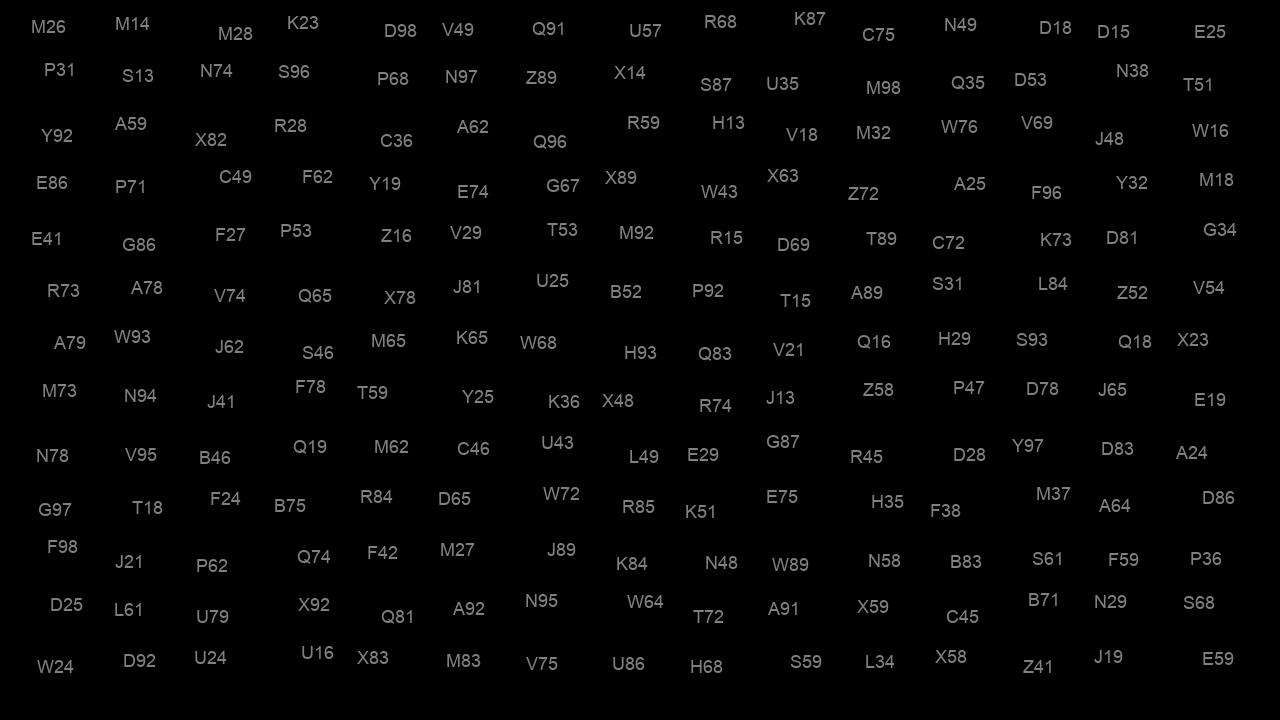 M26 M14 M28 K23 D98 V49 Q91 U57 R68 K87 C75 N49 D18 D15 E25
P31 S13 N74 S96 P68 N97 Z89 X14 S87 U35 M98 Q35 D53 N38 T51
Y92 A59 X82 R28 C36 A62 Q96 R59 H13 V18 M32 W76 V69 J48 W16
E86 P71 C49 F62 Y19 E74 G67 X89 W43 X63 Z72 A25 F96 Y32 M18
E41 G86 F27 P53 Z16 V29 T53 M92 R15 D69 T89 C72 K73 D81 G34
R73 A78 V74 Q65 X78 J81 U25 B52 P92 T15 A89 S31 L84 Z52 V54
A79 W93 J62 S46 M65 K65 W68 H93 Q83 V21 Q16 H29 S93 Q18 X23
M73 N94 J41 F78 T59 Y25 K36 X48 R74 J13 Z58 P47 D78 J65 E19
N78 V95 B46 Q19 M62 C46 U43 L49 E29 G87 R45 D28 Y97 D83 A24
G97 T18 F24 B75 R84 D65 W72 R85 K51 E75 H35 F38 M37 A64 D86
F98 J21 P62 Q74 F42 M27 J89 K84 N48 W89 N58 B83 S61 F59 P36
D25 L61 U79 X92 Q81 A92 N95 W64 T72 A91 X59 C45 B71 N29 S68
W24 D92 U24 U16 X83 M83 V75 U86 H68 S59 L34 X58 Z41 J19 E59